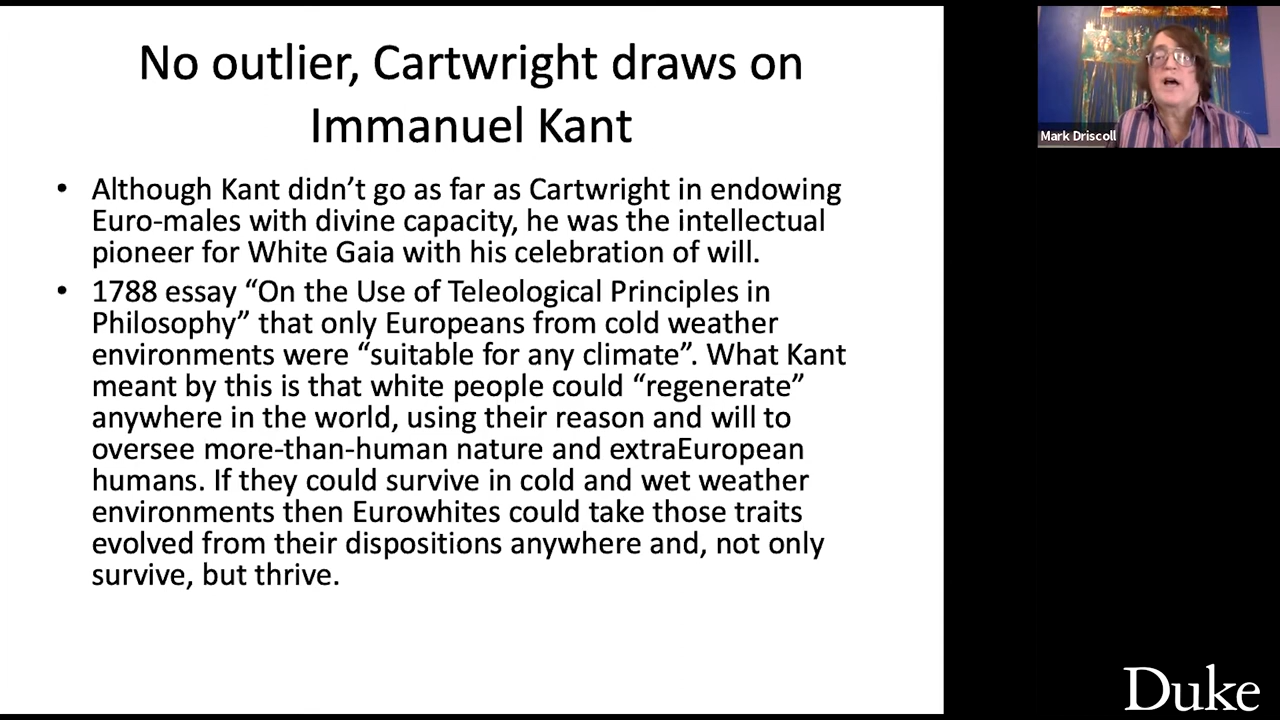 No outlier, Cartwright draws on
Immanuel Kant
• Although Kant didn’t go as far as Cartwright in endowing
Euro-males with divine capacity, he was the intellectual
pioneer for White Gaia with his celebration of will.
• 1788 essay “On the Use of Teleological Principles in
Philosophy” that only Europeans from cold weather
environments were “suitable for any climate”. What Kant
meant by this is that white people could “regenerate”
anywhere in the world, using their reason and will to
oversee more-than-human nature and extraEuropean
humans. If they could survive in cold and wet weather
environments then Eurowhites could take those traits
evolved from their dispositions anywhere and, not only
survive, but thrive.
Mark Driscoll
Duke